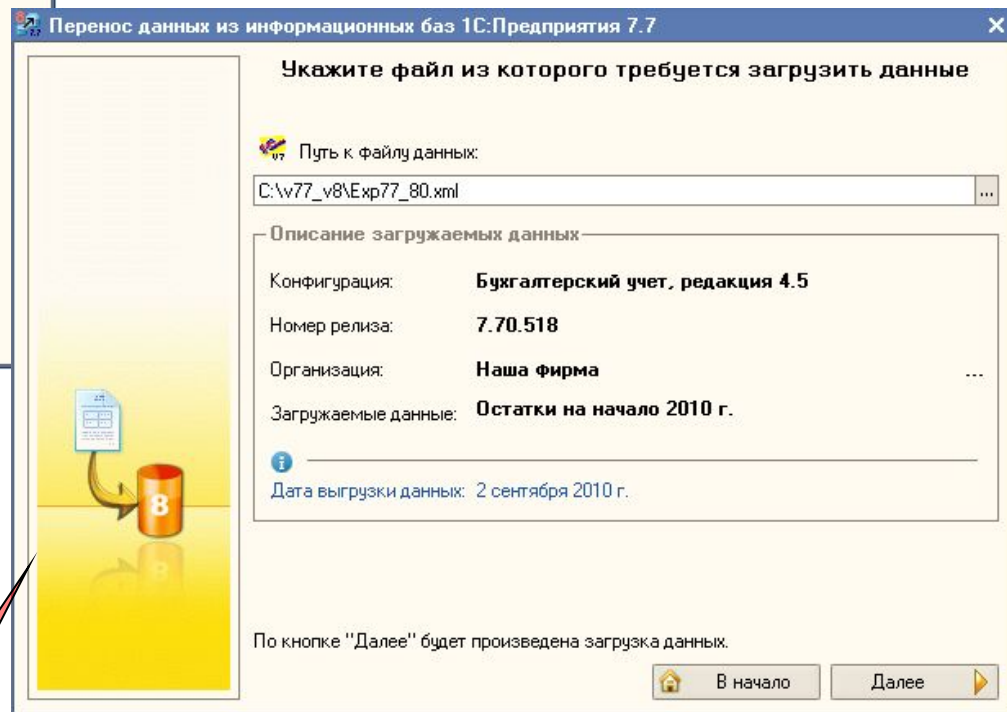 Перенос данных из информационных баз 1С:Предприятия 7.7
Укажите файл из которого требуется загрузить данные
Путь к файлу данных:
C:\v77_v8\Exp77_80.xml
...
Описание загружаемых данных
Конфигурация: Бухгалтерский учет, редакция 4.5
Номер релиза: 7.70.518
Организация: Наша фирма ...
Загружаемые данные: Остатки на начало 2010 г.
8
Дата выгрузки данных: 2 сентября 2010 г.
По кнопке "Далее" будет произведена загрузка данных.
В начало Далее